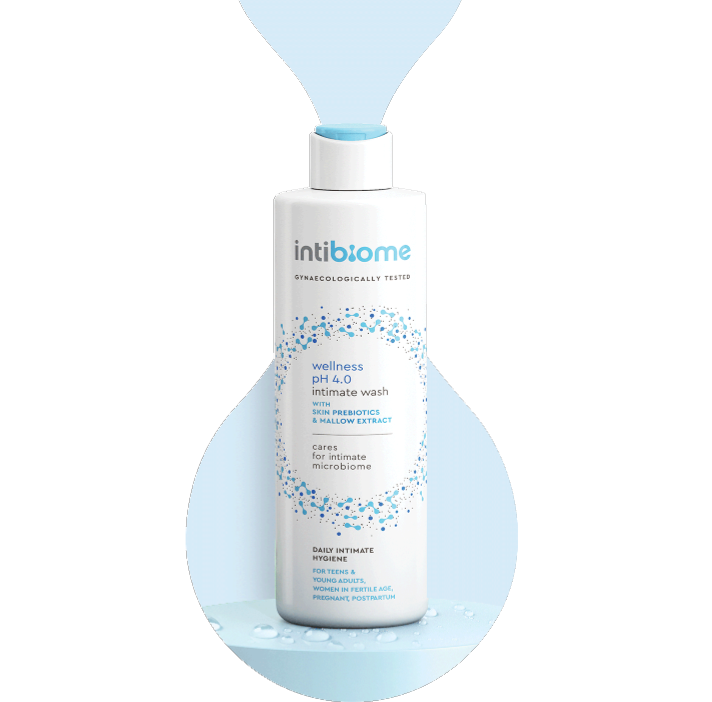 intibiome
GYNAECOLOGICALLY TESTED
wellness
pH 4.0
intimate wash
WITH
SKIN PREBIOTICS
& MALLOW EXTRACT
cares
for intimate
microbiome
DAILY INTIMATE
HYGIENE
FOR TEENS &
YOUNG ADULTS,
WOMEN IN FERTILE AGE,
PREGNANT, POSTPARTUM